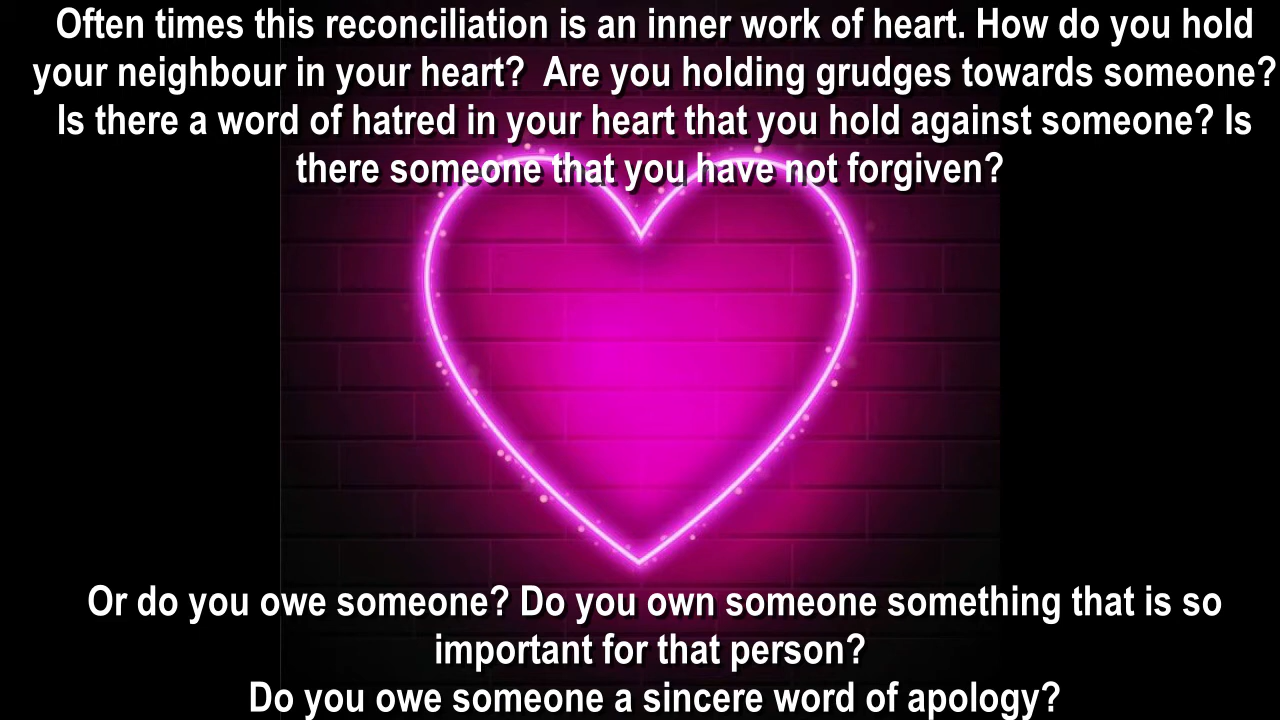 Often times this reconciliation is an inner work of heart. How do you hold
your neighbour in your heart?  Are you holding grudges towards someone?
Is there a word of hatred in your heart that you hold against someone? Is
there someone that you have not forgiven?
Or do you owe someone? Do you own someone something that is so
important for that person?
Do you owe someone a sincere word of apology?